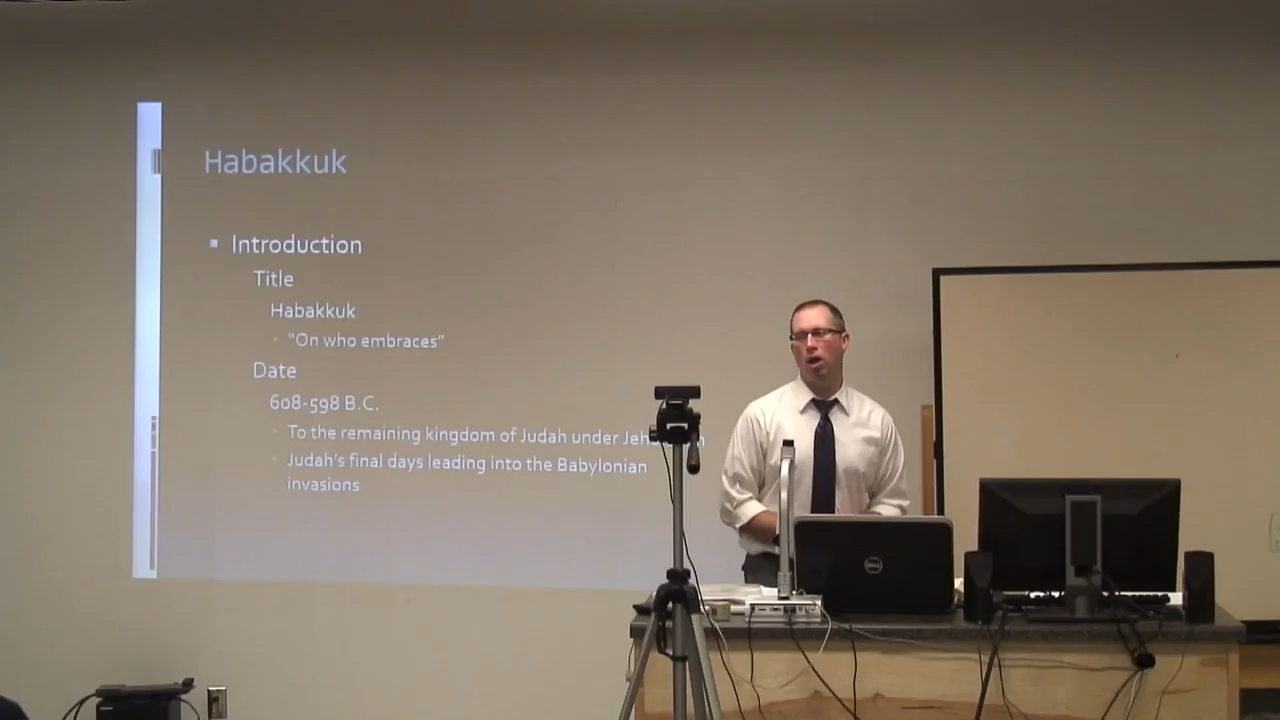 Habakkuk
Introduction
Title
Habakkuk
"On who embraces"
Date
608-598 B.C.
To the remaining kingdom of Judah under
Judah's final days leading into the Babylonian
invasions
DELL